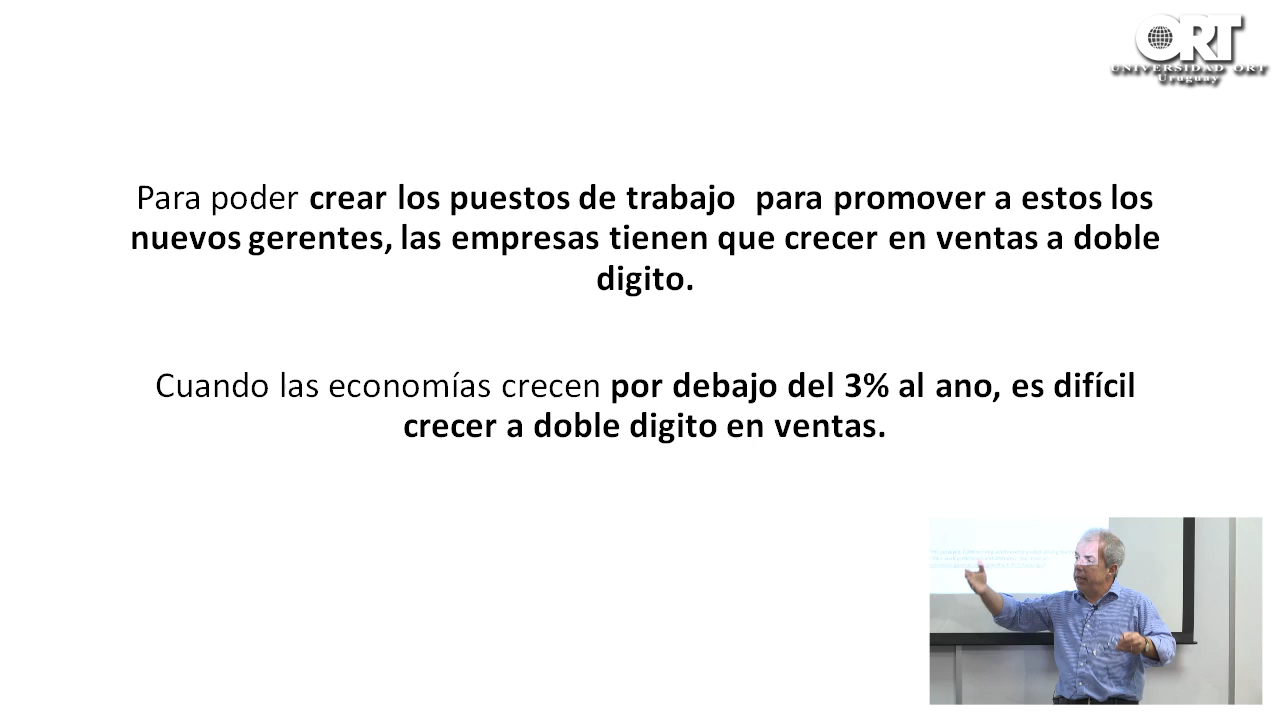 ORT
UNIVERSIDAD ORT
Uruguay
Para poder crear los puestos de trabajo para promover a estos los
nuevos gerentes, las empresas tienen que crecer en ventas a doble
digito.
Cuando las economías crecen por debajo del 3% al ano, es difícil
crecer a doble digito en ventas.